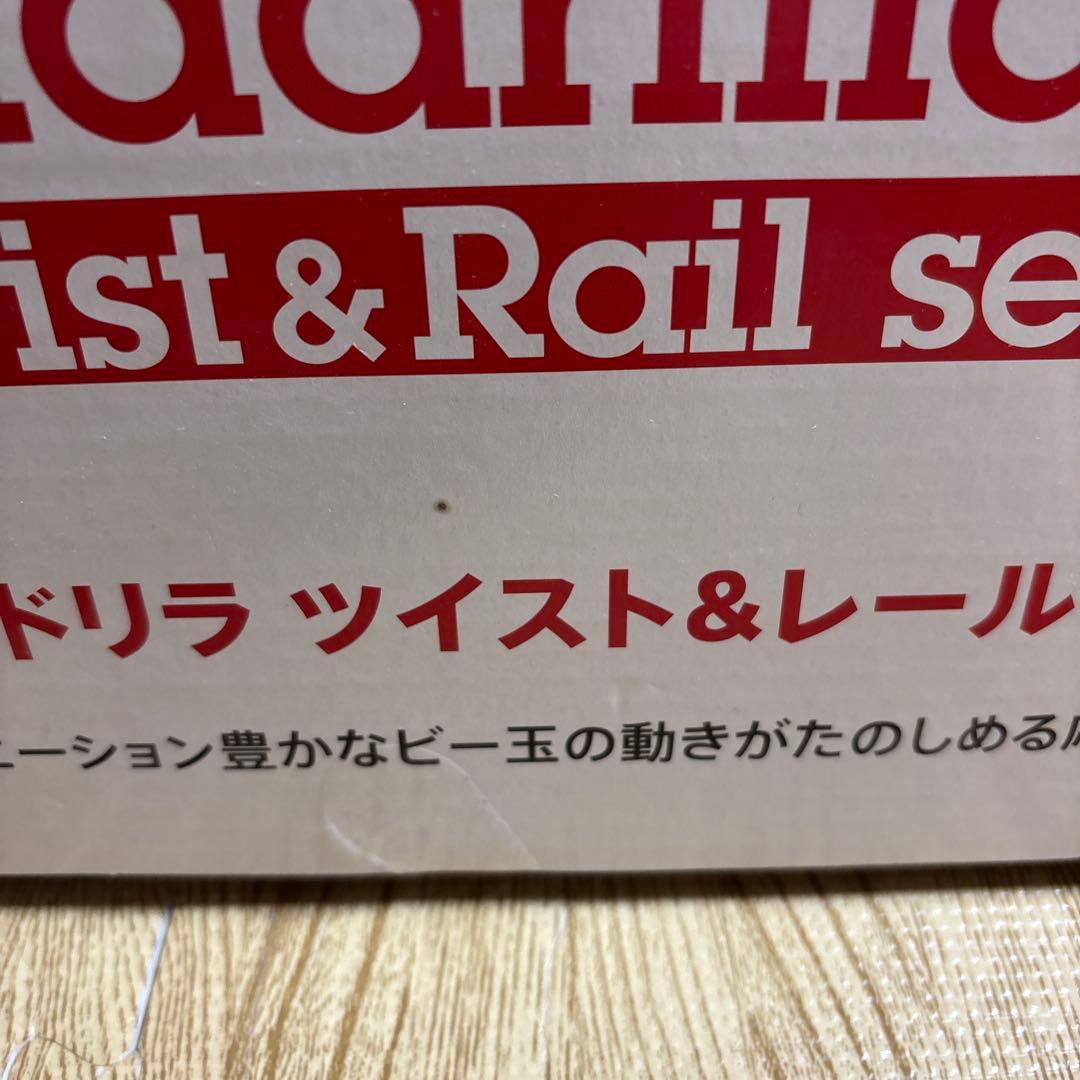 ist & Rail se
ドリラ ツイスト&レール
ーション豊かなビー玉の動きがたのしめる